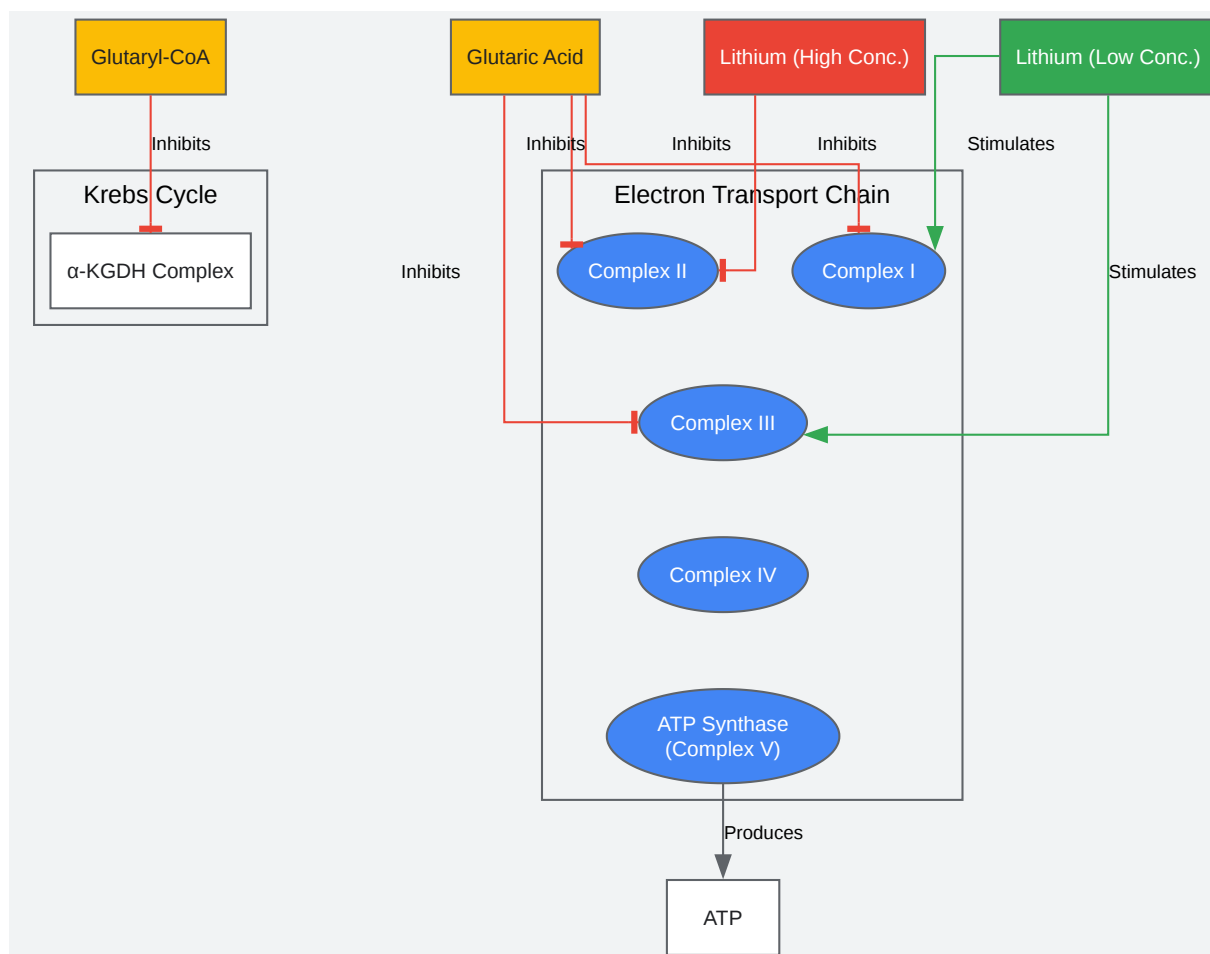 Glutaryl-CoA
Glutaric Acid
Lithium (High Conc.)
Lithium (Low Conc.)
Inhibits
Inhibits
Inhibits
Inhibits
Stimulates
Krebs Cycle
Electron Transport Chain
α-KGDH Complex
Inhibits
Complex II
Complex I
Stimulates
Complex III
Complex IV
ATP Synthase
(Complex V)
Produces
ATP